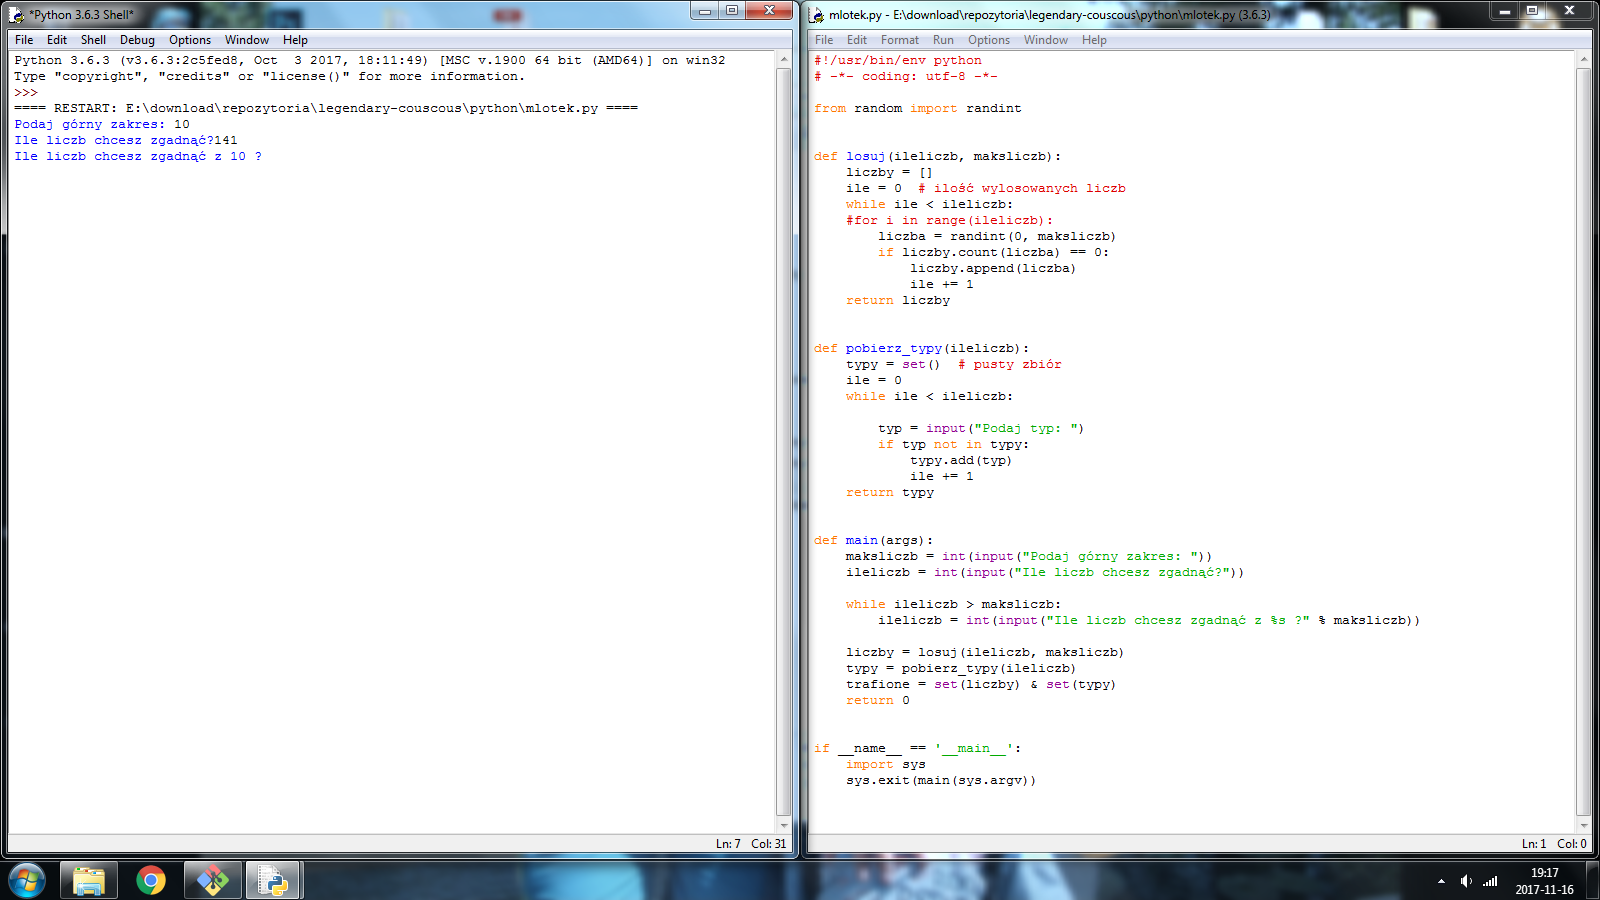 *Python 3.6.3 Shell*
File Edit Shell Debug Options Window Help
Python 3.6.3 (v3.6.3:2c5fed8, Oct  3 2017, 18:11:49) [MSC v.1900 64 bit (AMD64)] on win32
Type "copyright", "credits" or "license()" for more information.
>>>
==== RESTART: E:\download\repozytoria\legendary-couscous\python\mlotek.py ====
Podaj górny zakres: 10
Ile liczb chcesz zgadnąć?141
Ile liczb chcesz zgadnąć z 10 ?
Ln: 7 Col: 31
mlotek.py - E:\download\repozytoria\legendary-couscous\python\mlotek.py (3.6.3)
File Edit Format Run Options Window Help
#!/usr/bin/env python
# -*- coding: utf-8 -*-
from random import randint
def losuj(ileliczb, maksliczb):
    liczby = []
    ile = 0  # ilość wylosowanych liczb
    while ile < ileliczb:
    #for i in range(ileliczb):
        liczba = randint(0, maksliczb)
        if liczby.count(liczba) == 0:
            liczby.append(liczba)
            ile += 1
    return liczby
def pobierz_typy(ileliczb):
    typy = set()  # pusty zbiór
    ile = 0
    while ile < ileliczb:
        typ = input("Podaj typ: ")
        if typ not in typy:
            typy.add(typ)
            ile += 1
    return typy
def main(args):
    maksliczb = int(input("Podaj górny zakres: "))
    ileliczb = int(input("Ile liczb chcesz zgadnąć?"))
    while ileliczb > maksliczb:
        ileliczb = int(input("Ile liczb chcesz zgadnąć z %s ?" % maksliczb))
    liczby = losuj(ileliczb, maksliczb)
    typy = pobierz_typy(ileliczb)
    trafione = set(liczby) & set(typy)
    return 0
if __name__ == '__main__':
    import sys
    sys.exit(main(sys.argv))
Ln: 1 Col: 0
19:17
2017-11-16